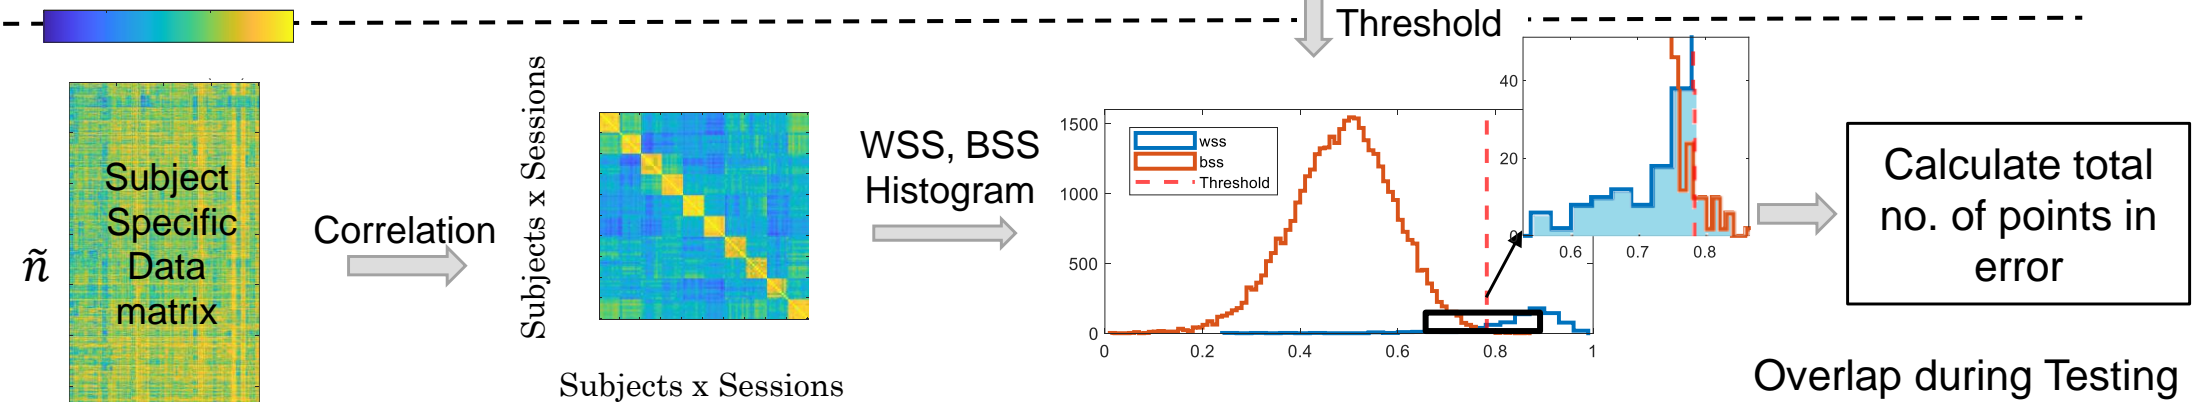 Threshold
ñ
Subject
Specific
Data
matrix
Correlation
Subjects x Sessions
Subjects x Sessions
WSS, BSS
Histogram
1500
1000
500
0
0
0.2
0.4
0.6
0.8
1
wss
bss
Threshold
40
20
0
0.6
0.7
0.8
Calculate total
no. of points in
error
Overlap during Testing